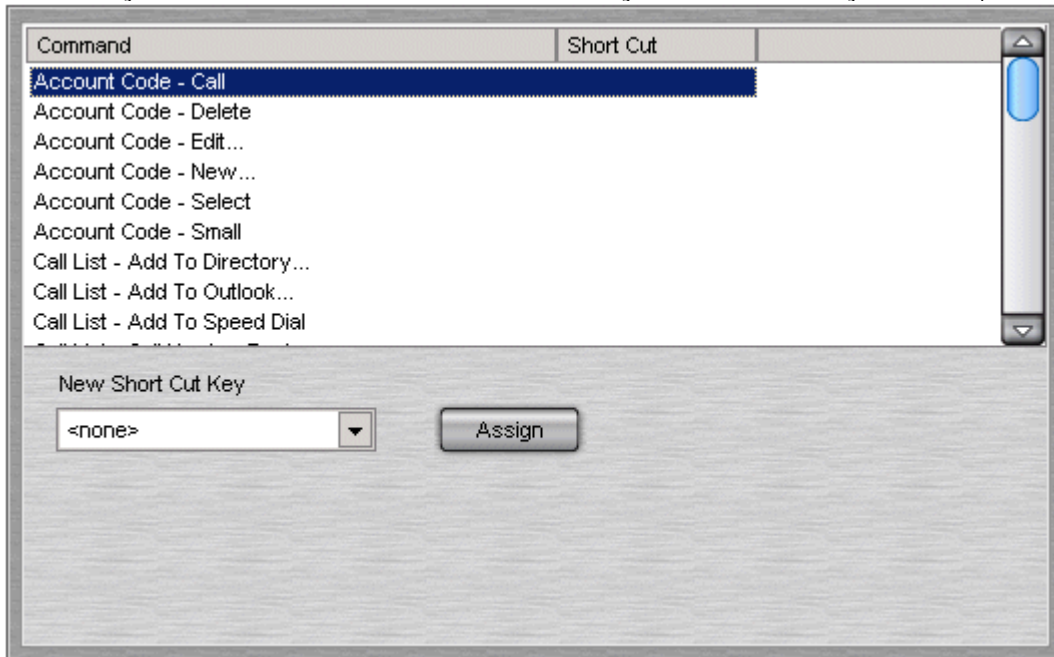 Command Short Cut
Account Code - Call
Account Code - Delete
Account Code - Edit...
Account Code - New...
Account Code - Select
Account Code - Small
Call List - Add To Directory...
Call List - Add To Outlook...
Call List - Add To Speed Dial
New Short Cut Key
<none>
Assign